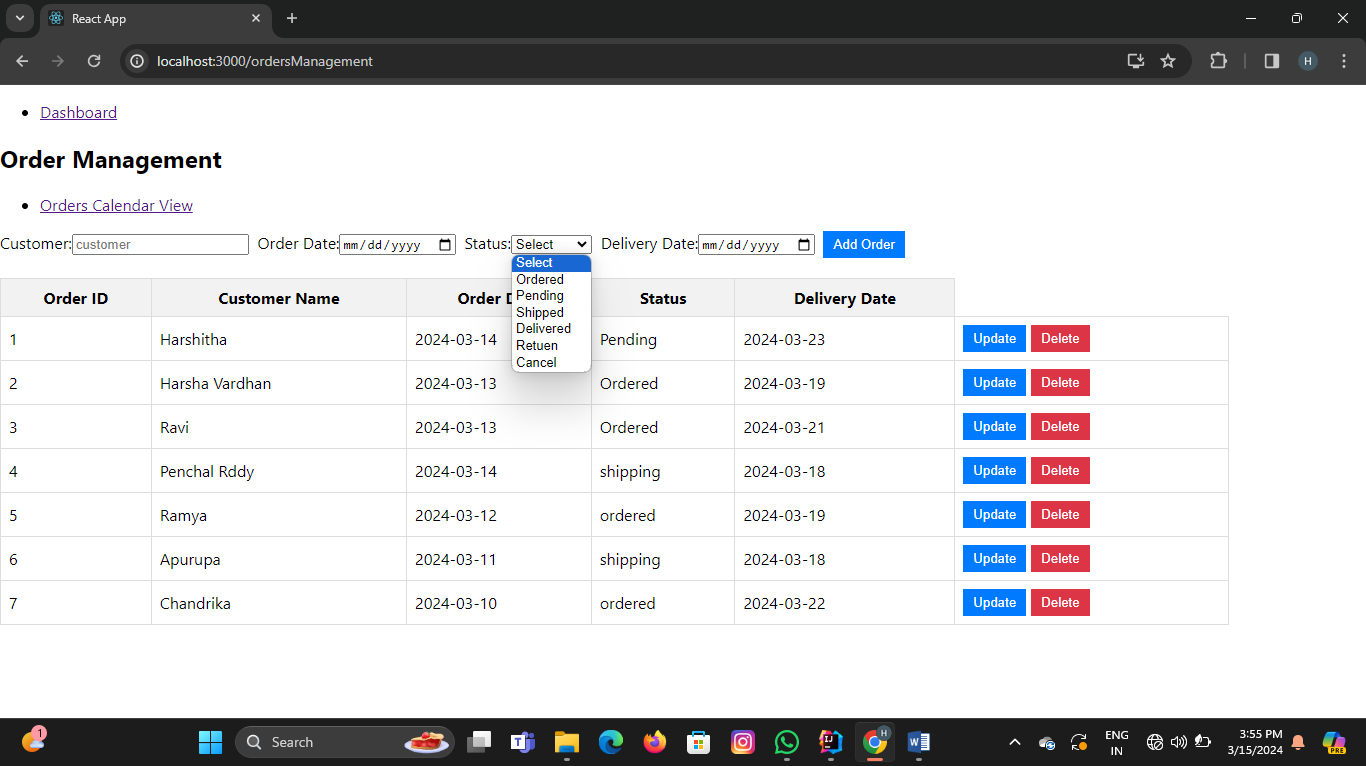 React App
localhost:3000/ordersManagement
H
Dashboard
Order Management
Orders Calendar View
Customer: customer Order Date: mm/dd/yyyy Status: Select Delivery Date: mm/dd/yyyy Add Order
Select
Ordered
Pending
Shipped
Delivered
Retuen
Cancel
Order ID Customer Name Order D Status Delivery Date
1 Harshitha 2024-03-14 Pending 2024-03-23 Update Delete
2 Harsha Vardhan 2024-03-13 Ordered 2024-03-19 Update Delete
3 Ravi 2024-03-13 Ordered 2024-03-21 Update Delete
4 Penchal Rddy 2024-03-14 shipping 2024-03-18 Update Delete
5 Ramya 2024-03-12 ordered 2024-03-19 Update Delete
6 Apurupa 2024-03-11 shipping 2024-03-18 Update Delete
7 Chandrika 2024-03-10 ordered 2024-03-22 Update Delete
1 Search H ENG 3:55 PM
IN 3/15/2024 PRE